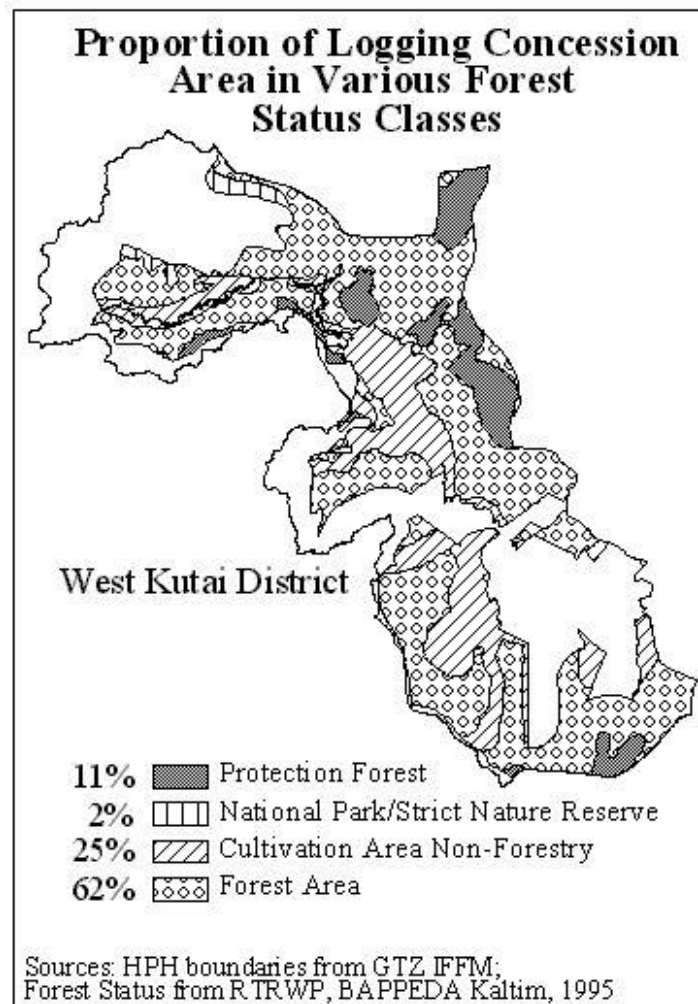 Proportion of Logging Concession
Area in Various Forest
Status Classes
West Kutai District
11% Protection Forest
2% National Park/Strict Nature Reserve
25% Cultivation Area Non-Forestry
62% Forest Area
Sources: HPH boundaries from GTZ IFFM;
Forest Status from RTRWP, BAPPEDA Kaltim, 1995